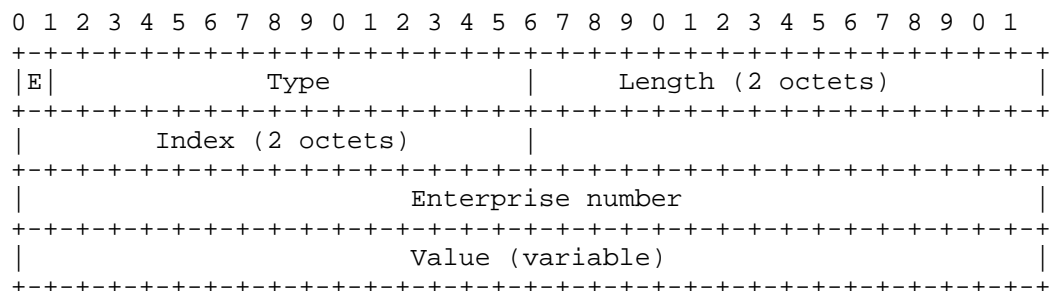 0 1 2 3 4 5 6 7 8 9 0 1 2 3 4 5 6 7 8 9 0 1 2 3 4 5 6 7 8 9 0 1
+-+-+-+-+-+-+-+-+-+-+-+-+-+-+-+-+-+-+-+-+-+-+-+-+-+-+-+-+-+-+-+-+
|E|            Type             |     Length (2 octets)         |
+-+-+-+-+-+-+-+-+-+-+-+-+-+-+-+-+-+-+-+-+-+-+-+-+-+-+-+-+-+-+-+-+
|       Index (2 octets)       |
+-+-+-+-+-+-+-+-+-+-+-+-+-+-+-+-+-+-+-+-+-+-+-+-+-+-+-+-+-+-+-+-+
|                      Enterprise number                        |
+-+-+-+-+-+-+-+-+-+-+-+-+-+-+-+-+-+-+-+-+-+-+-+-+-+-+-+-+-+-+-+-+
|                      Value (variable)                         |
+-+-+-+-+-+-+-+-+-+-+-+-+-+-+-+-+-+-+-+-+-+-+-+-+-+-+-+-+-+-+-+-+